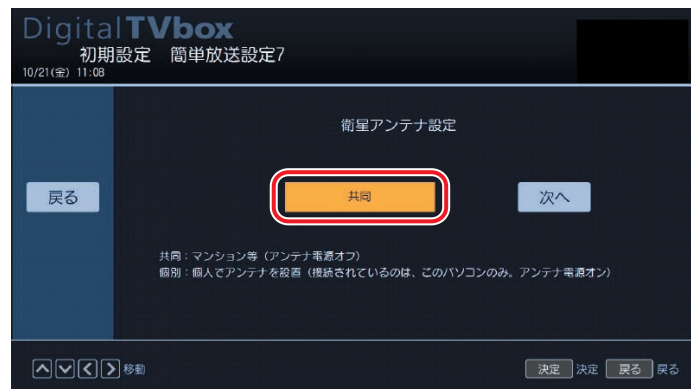 DigitalTVbox
初期設定 簡単放送設定7
10/21(金) 11:08
衛星アンテナ設定
戻る
共同
次へ
共同：マンション等（アンテナ電源オフ）
個別：個人でアンテナを設置（接続されているのは、このパソコンのみ。アンテナ電源オン）
移動
決定 決定 戻る 戻る